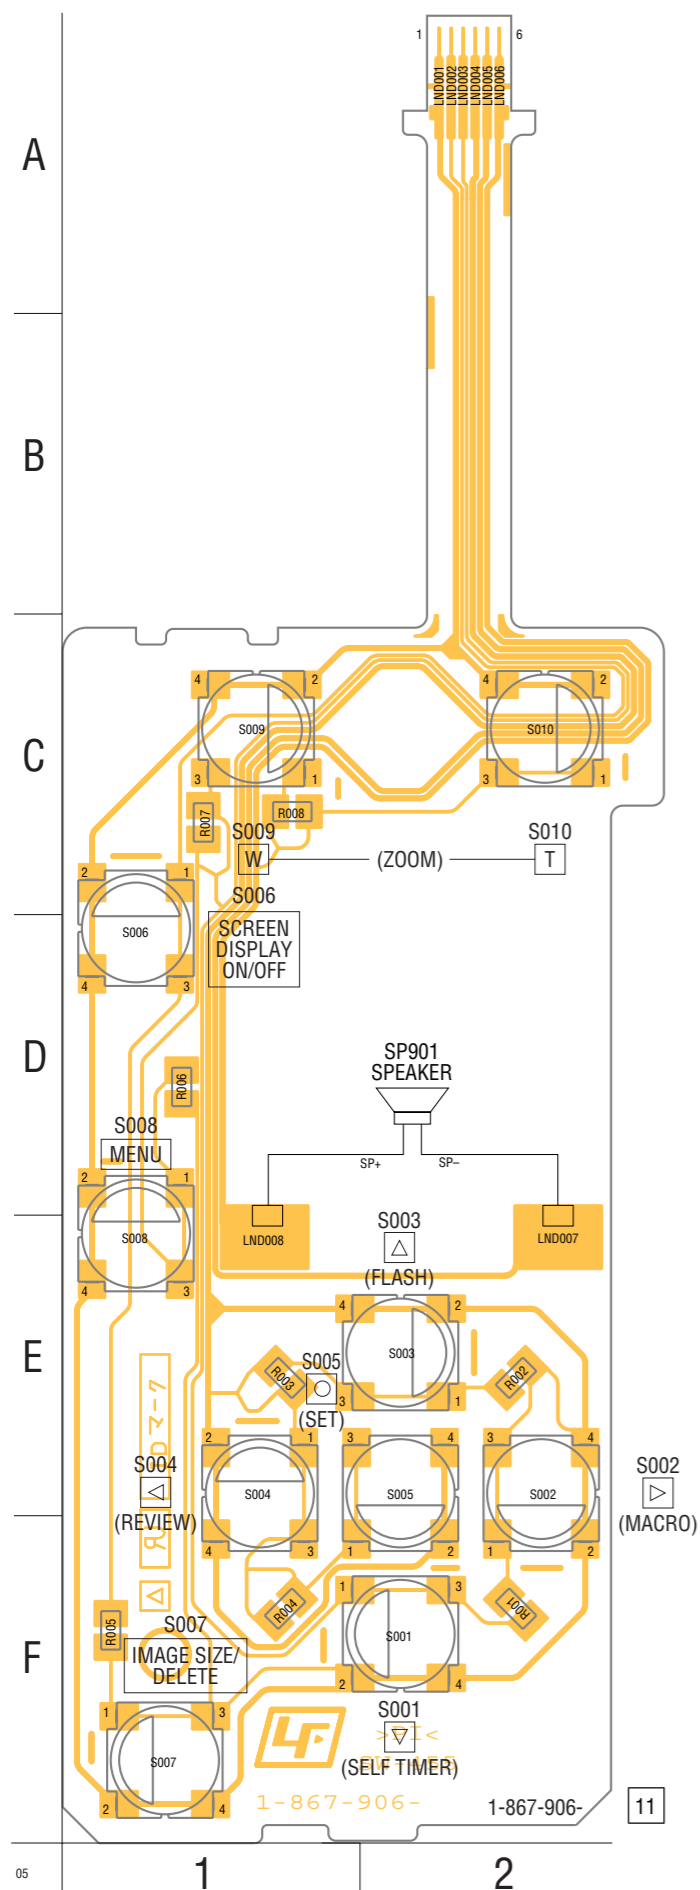 1 6
LND001 LND002 LND003 LND004 LND005 LND006
A
B
C
4 2 4 2
S009 S010
3 1 3 1
R007 R008
S009 S010
W (ZOOM) T
2 1
S006
SCREEN
DISPLAY
ON/OFF
S006
4 3
D
R006
SP901
SPEAKER
SP+ SP–
S008
MENU
2 1
S008
4 3
LND008 LND007
S003
△
(FLASH)
E
4 2
S003
3 1
R003 R002
S005
○
(SET)
Dマーク
2 1 3 4 3 4
S004
◁
(REVIEW)
S004 S005 S002
S002
▷
(MACRO)
4 3 1 2 1 2
R004 R001
R005
F
1 3
S001
2 4
S007
IMAGE SIZE/
DELETE
1 3
S007
2 4
S001
▽
(SELF TIMER)
>PI<
1-867-906-
1-867-906- 11
05 1 2